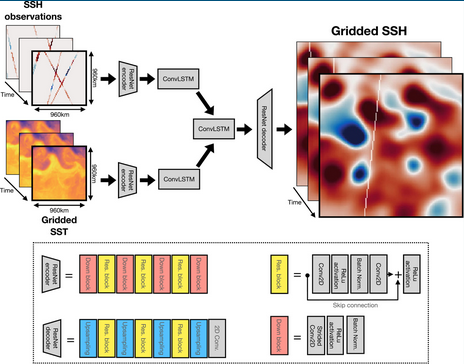 SSH
observations
960km
960km
Time
ResNet
encoder
ConvLSTM
ConvLSTM
ResNet decoder
Gridded SSH
Time
960km
960km
Time
ResNet
encoder
ConvLSTM
Gridded
SST
ResNet
encoder
=
Down block
Res. block
Down block
Res. block
Down block
Res. block
Down block
Res. block
=
Conv2D
ReLu
activation
Batch Norm.
Conv2D
+
ReLu
activation
Skip connection
ResNet
decoder
=
Upsampling
Res. block
Upsampling
Res. block
Upsampling
Res. block
Upsampling
2D Conv.
Down block
=
Strided
Conv2D
ReLu
activation
Batch Norm.